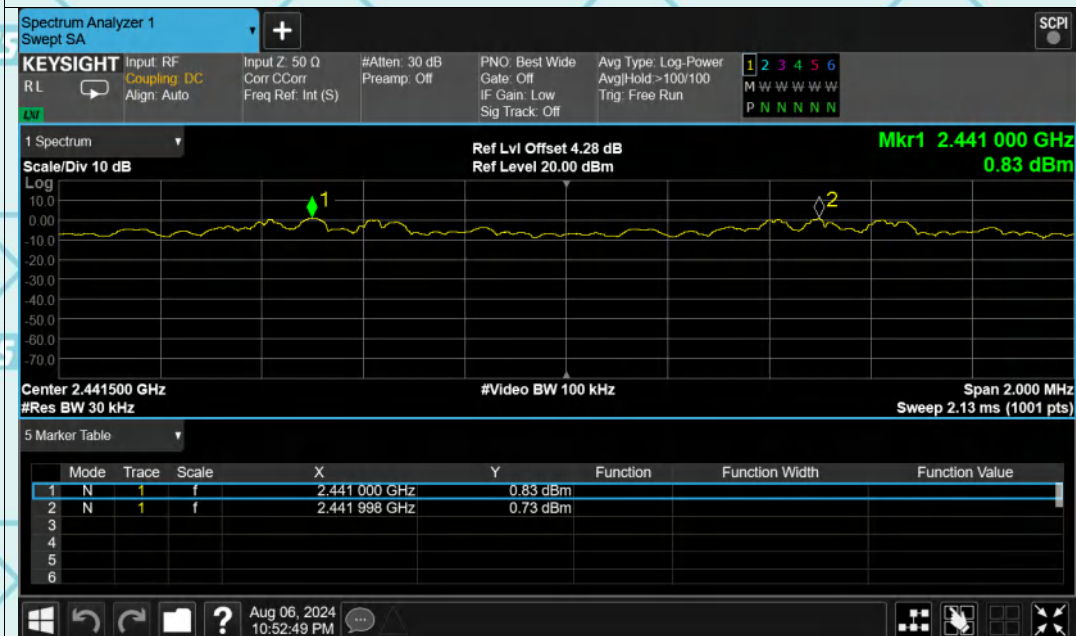 Spectrum Analyzer 1
Swept SA
+
SCPI
KEYSIGHT
RL
LXI
Input: RF
Coupling: DC
Align: Auto
Input Z: 50 Ω
Corr CCorr
Freq Ref: Int (S)
#Atten: 30 dB
Preamp: Off
PNO: Best Wide
Gate: Off
IF Gain: Low
Sig Track: Off
Avg Type: Log-Power
Avg|Hold:>100/100
Trig: Free Run
1 2 3 4 5 6
M W W W W W
P N N N N N
1 Spectrum
Scale/Div 10 dB
Ref Lvl Offset 4.28 dB
Ref Level 20.00 dBm
Mkr1 2.441 000 GHz
0.83 dBm
Log
10.0
0.00
-10.0
-20.0
-30.0
-40.0
-50.0
-60.0
-70.0
1
2
Center 2.441500 GHz
#Video BW 100 kHz
Span 2.000 MHz
#Res BW 30 kHz
Sweep 2.13 ms (1001 pts)
5 Marker Table
Mode Trace Scale X Y Function Function Width Function Value
1 N 1 f 2.441 000 GHz 0.83 dBm
2 N 1 f 2.441 998 GHz 0.73 dBm
3
4
5
6
?
Aug 06, 2024
10:52:49 PM